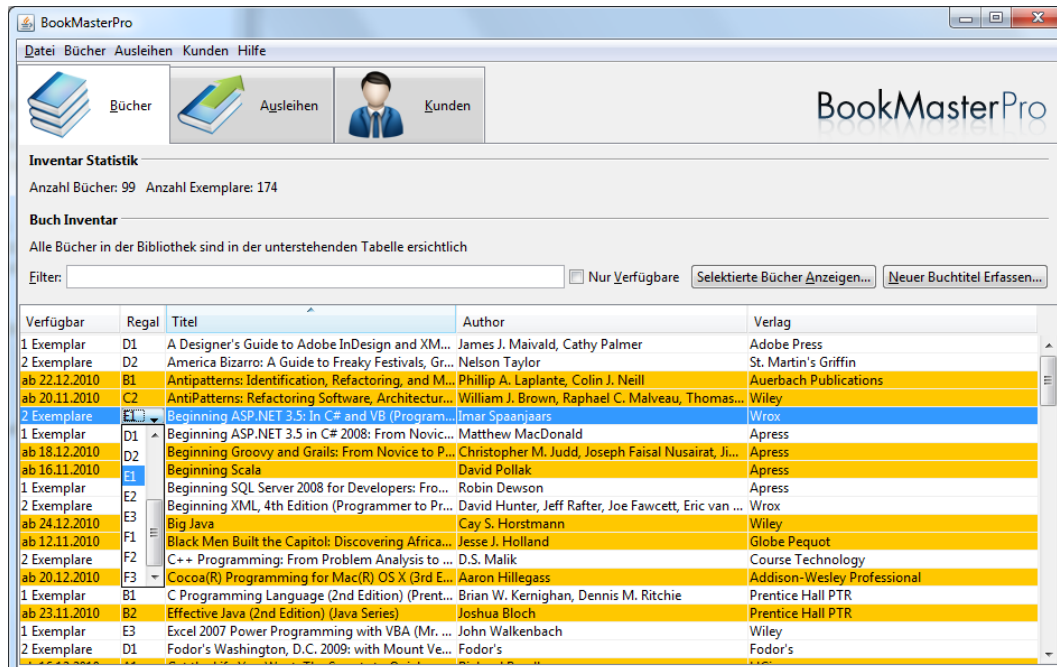 BookMasterPro
Datei Bücher Ausleihen Kunden Hilfe
Bücher Ausleihen Kunden BookMasterPro
Inventar Statistik
Anzahl Bücher: 99 Anzahl Exemplare: 174
Buch Inventar
Alle Bücher in der Bibliothek sind in der unterstehenden Tabelle ersichtlich
Filter: Nur Verfügbare Selektierte Bücher Anzeigen... Neuer Buchtitel Erfassen...
Verfügbar Regal Titel Author Verlag
1 Exemplar D1 A Designer's Guide to Adobe InDesign and XM... James J. Maivald, Cathy Palmer Adobe Press
2 Exemplare D2 America Bizarro: A Guide to Freaky Festivals, Gr... Nelson Taylor St. Martin's Griffin
ab 22.12.2010 B1 Antipatterns: Identification, Refactoring, and M... Phillip A. Laplante, Colin J. Neill Auerbach Publications
ab 20.11.2010 C2 AntiPatterns: Refactoring Software, Architectur... William J. Brown, Raphael C. Malveau, Thomas... Wiley
2 Exemplare E1 Beginning ASP.NET 3.5: In C# and VB (Program... Imar Spaanjaars Wrox
1 Exemplar D1 Beginning ASP.NET 3.5 in C# 2008: From Novic... Matthew MacDonald Apress
ab 18.12.2010 D2 Beginning Groovy and Grails: From Novice to P... Christopher M. Judd, Joseph Faisal Nusairat, Ji... Apress
ab 16.11.2010 E1 Beginning Scala David Pollak Apress
1 Exemplar E2 Beginning SQL Server 2008 for Developers: Fro... Robin Dewson Apress
2 Exemplare E3 Beginning XML, 4th Edition (Programmer to Pr... David Hunter, Jeff Rafter, Joe Fawcett, Eric van ... Wrox
ab 24.12.2010 F1 Big Java Cay S. Horstmann Wiley
ab 12.11.2010 F2 Black Men Built the Capitol: Discovering Africa... Jesse J. Holland Globe Pequot
2 Exemplare C++ Programming: From Problem Analysis to ... D.S. Malik Course Technology
ab 20.12.2010 F3 Cocoa(R) Programming for Mac(R) OS X (3rd E... Aaron Hillegass Addison-Wesley Professional
1 Exemplar B1 C Programming Language (2nd Edition) (Prent... Brian W. Kernighan, Dennis M. Ritchie Prentice Hall PTR
ab 23.11.2010 B2 Effective Java (2nd Edition) (Java Series) Joshua Bloch Prentice Hall PTR
1 Exemplar E3 Excel 2007 Power Programming with VBA (Mr. ... John Walkenbach Wiley
2 Exemplare D1 Fodor's Washington, D.C. 2009: with Mount Ve... Fodor's Fodor's